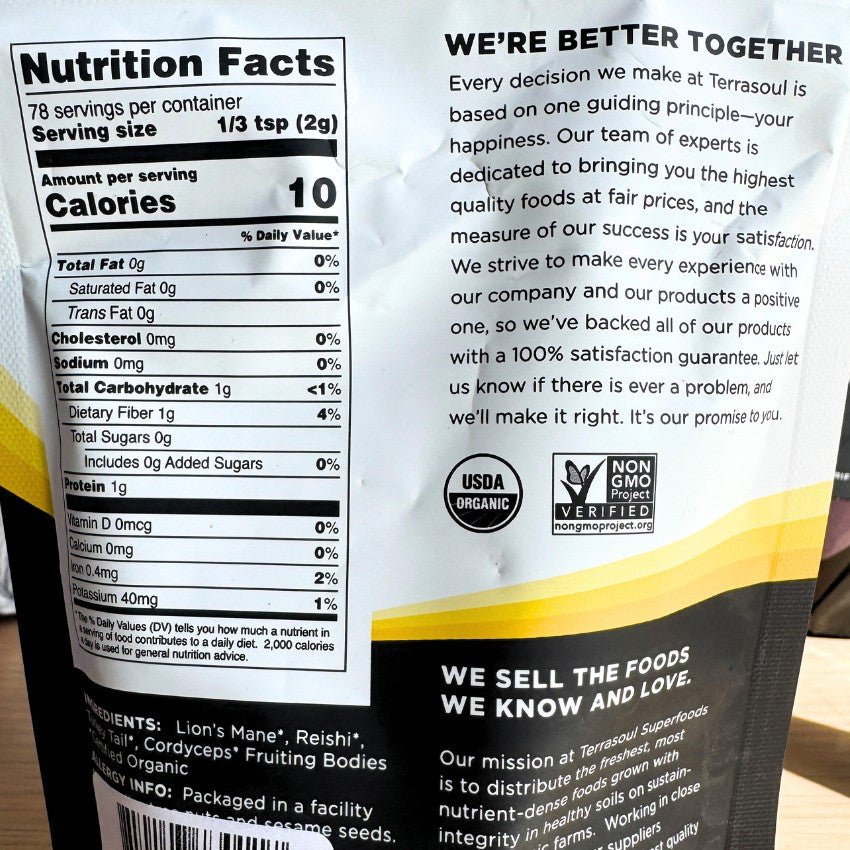 Nutrition Facts
78 servings per container
Serving size 1/3 tsp (2g)
Amount per serving
Calories 10
% Daily Value*
Total Fat 0g 0%
Saturated Fat 0g 0%
Trans Fat 0g
Cholesterol 0mg 0%
Sodium 0mg 0%
Total Carbohydrate 1g <1%
Dietary Fiber 1g 4%
Total Sugars 0g
Includes 0g Added Sugars 0%
Protein 1g
Vitamin D 0mcg 0%
Calcium 0mg 0%
Iron 0.4mg 2%
Potassium 40mg 1%
*The % Daily Values (DV) tells you how much a nutrient in
a serving of food contributes to a daily diet. 2,000 calories
a day is used for general nutrition advice.
INGREDIENTS: Lion's Mane*, Reishi*,
Tail*, Cordyceps* Fruiting Bodies
Organic
ALLERGY INFO: Packaged in a facility
nuts and sesame seeds.
WE'RE BETTER TOGETHER
Every decision we make at Terrasoul is
based on one guiding principle—your
happiness. Our team of experts is
dedicated to bringing you the highest
quality foods at fair prices, and the
measure of our success is your satisfaction.
We strive to make every experience with
our company and our products a positive
one, so we've backed all of our products
with a 100% satisfaction guarantee. Just let
us know if there is ever a problem, and
we'll make it right. It's our promise to you.
USDA
ORGANIC
NON
GMO
Project
VERIFIED
nongmoproject.org
WE SELL THE FOODS
WE KNOW AND LOVE.
Our mission at Terrasoul Superfoods
is to distribute the freshest, most
nutrient-dense foods grown with
integrity in healthy soils on sustain-
farms. Working in close
suppliers
quality